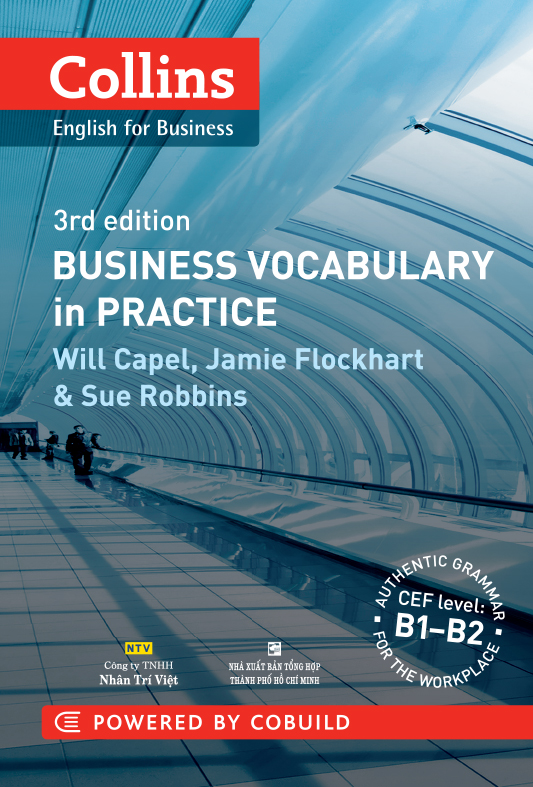 Collins
English for Business
3rd edition
BUSINESS VOCABULARY
in PRACTICE
Will Capel, Jamie Flockhart
& Sue Robbins
AUTHENTIC GRAMMAR
CEF level:
B1–B2
FOR THE WORKPLACE
NTV
Công ty TNHH
Nhân Trí Việt
NHÀ XUẤT BẢN TỔNG HỢP
THÀNH PHỐ HỒ CHÍ MINH
POWERED BY COBUILD